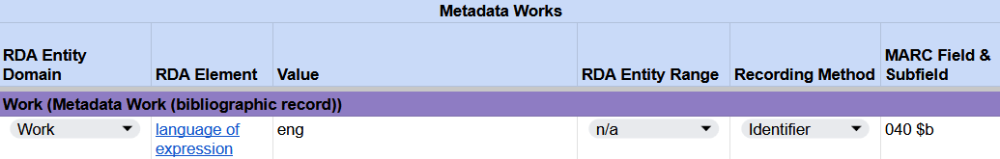 Metadata Works
RDA Entity Domain RDA Element Value RDA Entity Range Recording Method MARC Field & Subfield
Work (Metadata Work (bibliographic record))
Work language of expression eng n/a Identifier 040 $b